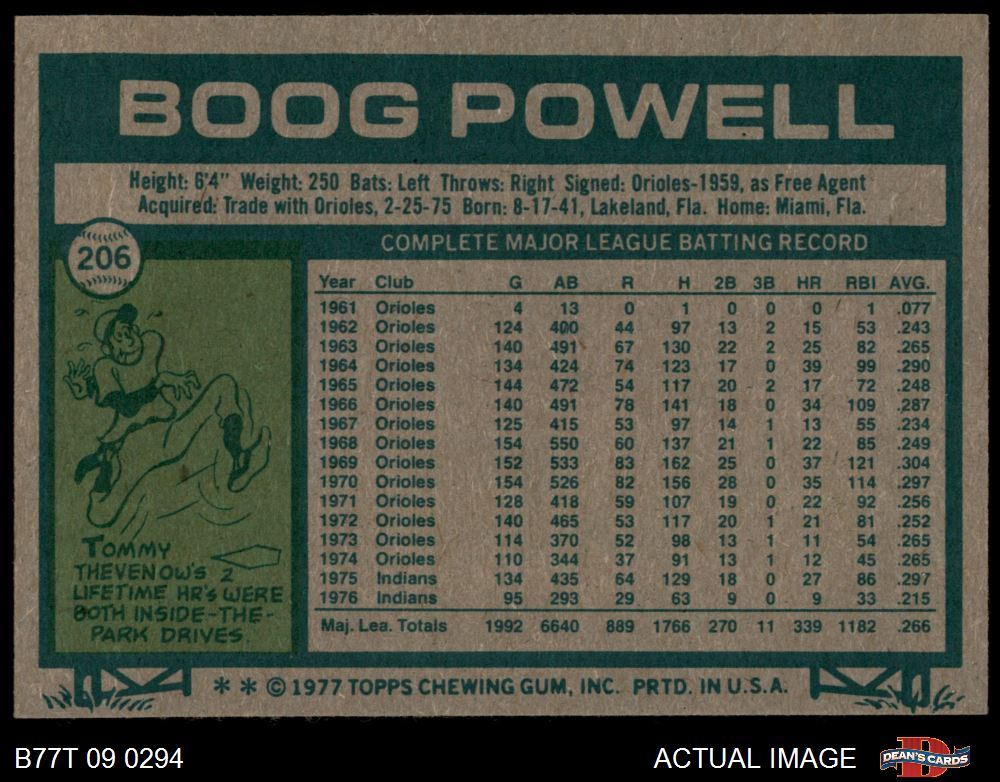 BOOG POWELL
Height: 6'4" Weight: 250 Bats: Left Throws: Right Signed: Orioles-1959, as Free Agent
Acquired: Trade with Orioles, 2-25-75 Born: 8-17-41, Lakeland, Fla. Home: Miami, Fla.
206
COMPLETE MAJOR LEAGUE BATTING RECORD
Year Club G AB R H 2B 3B HR RBI AVG.
1961 Orioles 4 13 0 1 0 0 0 1 .077
1962 Orioles 124 400 44 97 13 2 15 53 .243
1963 Orioles 140 491 67 130 22 2 25 82 .265
1964 Orioles 134 424 74 123 17 0 39 99 .290
1965 Orioles 144 472 54 117 20 2 17 72 .248
1966 Orioles 140 491 78 141 18 0 34 109 .287
1967 Orioles 125 415 53 97 14 1 13 55 .234
1968 Orioles 154 550 60 137 21 1 22 85 .249
1969 Orioles 152 533 83 162 25 0 37 121 .304
1970 Orioles 154 526 82 156 28 0 35 114 .297
1971 Orioles 128 418 59 107 19 0 22 92 .256
1972 Orioles 140 465 53 117 20 1 21 81 .252
1973 Orioles 114 370 52 98 13 1 11 54 .265
1974 Orioles 110 344 37 91 13 1 12 45 .265
1975 Indians 134 435 64 129 18 0 27 86 .297
1976 Indians 95 293 29 63 9 0 9 33 .215
Maj. Lea. Totals 1992 6640 889 1766 270 11 339 1182 .266
TOMMY
THEVENOW'S 2
LIFETIME HR'S WERE
BOTH INSIDE-THE-
PARK DRIVES.
* * © 1977 TOPPS CHEWING GUM, INC. PRTD. IN U.S.A.
B77T 09 0294
ACTUAL IMAGE
DEAN'S CARDS